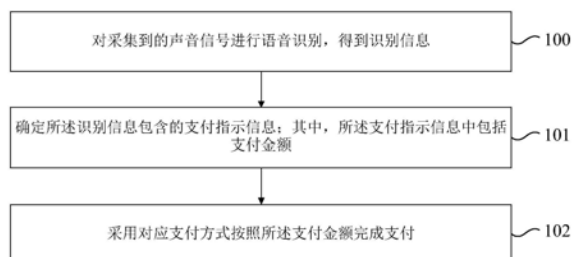 对采集到的声音信号进行语音识别，得到识别信息
100
确定所述识别信息包含的支付指示信息；其中，所述支付指示信息中包括
支付金额
101
采用对应支付方式按照所述支付金额完成支付
102